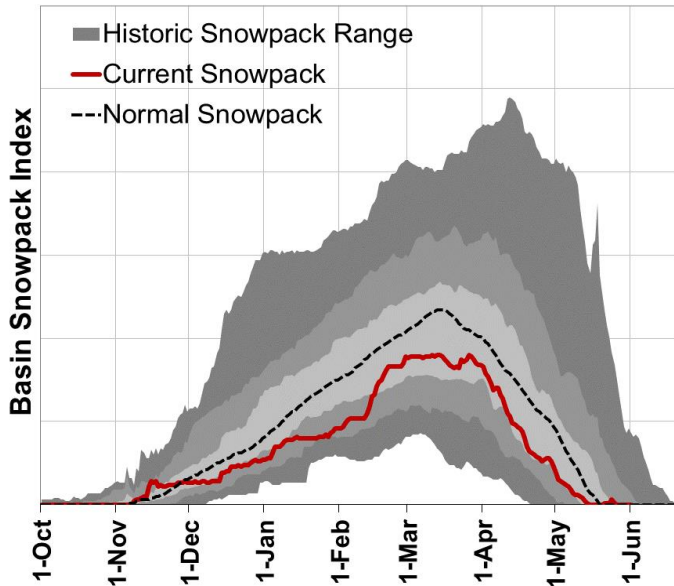 Historic Snowpack Range
Current Snowpack
Normal Snowpack
Basin Snowpack Index
1-Oct
1-Nov
1-Dec
1-Jan
1-Feb
1-Mar
1-Apr
1-May
1-Jun